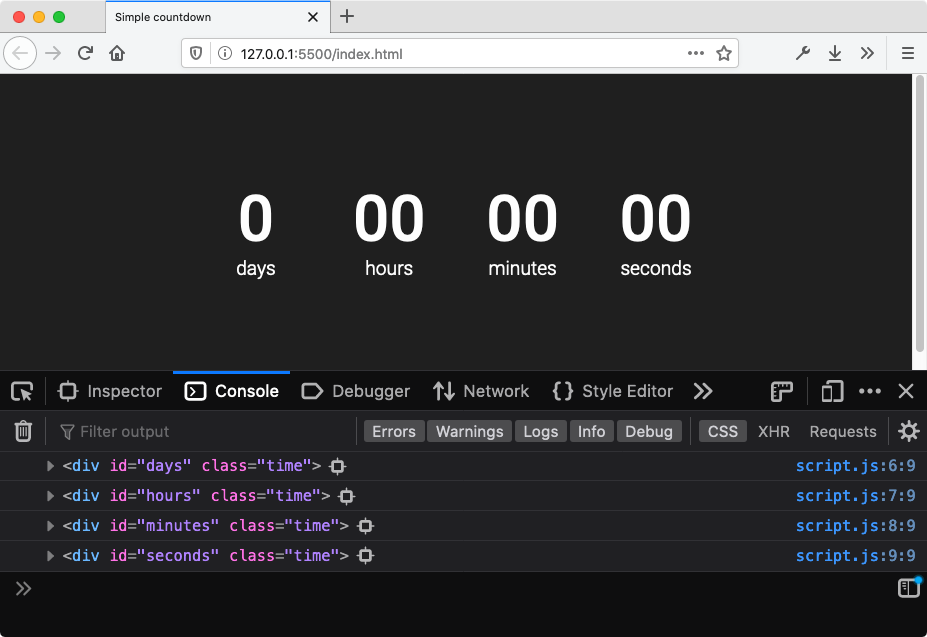 Simple countdown
127.0.0.1:5500/index.html
0 00 00 00
days hours minutes seconds
Inspector Console Debugger Network Style Editor
Filter output Errors Warnings Logs Info Debug CSS XHR Requests
<div id="days" class="time"> script.js:6:9
<div id="hours" class="time"> script.js:7:9
<div id="minutes" class="time"> script.js:8:9
<div id="seconds" class="time"> script.js:9:9